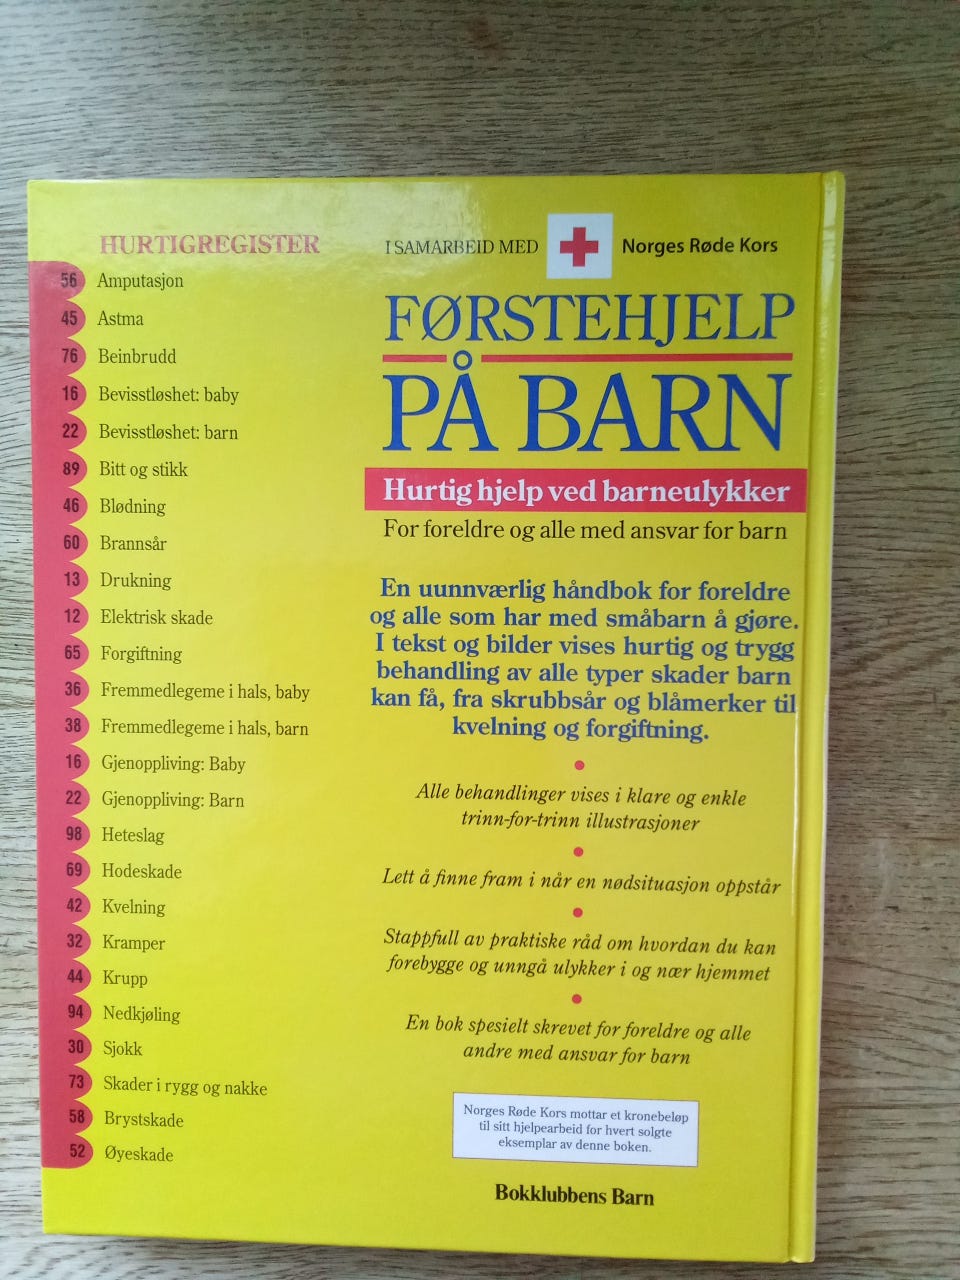 HURTIGREGISTER
56 Amputasjon
45 Astma
76 Beinbrudd
16 Bevisstløshet: baby
22 Bevisstløshet: barn
89 Bitt og stikk
46 Blødning
60 Brannsår
13 Drukning
12 Elektrisk skade
65 Forgiftning
36 Fremmedlegeme i hals, baby
38 Fremmedlegeme i hals, barn
16 Gjenoppliving: Baby
22 Gjenoppliving: Barn
98 Heteslag
69 Hodeskade
42 Kvelning
32 Kramper
44 Krupp
94 Nedkjøling
30 Sjokk
73 Skader i rygg og nakke
58 Brystskade
52 Øyeskade
I SAMARBEID MED Norges Røde Kors
FØRSTEHJELP
PÅ BARN
Hurtig hjelp ved barneulykker
For foreldre og alle med ansvar for barn
En uunnværlig håndbok for foreldre
og alle som har med småbarn å gjøre.
I tekst og bilder vises hurtig og trygg
behandling av alle typer skader barn
kan få, fra skrubbsår og blåmerker til
kvelning og forgiftning.
Alle behandlinger vises i klare og enkle
trinn-for-trinn illustrasjoner
Lett å finne fram i når en nødsituasjon oppstår
Stappfull av praktiske råd om hvordan du kan
forebygge og unngå ulykker i og nær hjemmet
En bok spesielt skrevet for foreldre og alle
andre med ansvar for barn
Norges Røde Kors mottar et kronebeløp
til sitt hjelpearbeid for hvert solgte
eksemplar av denne boken.
Bokklubbens Barn